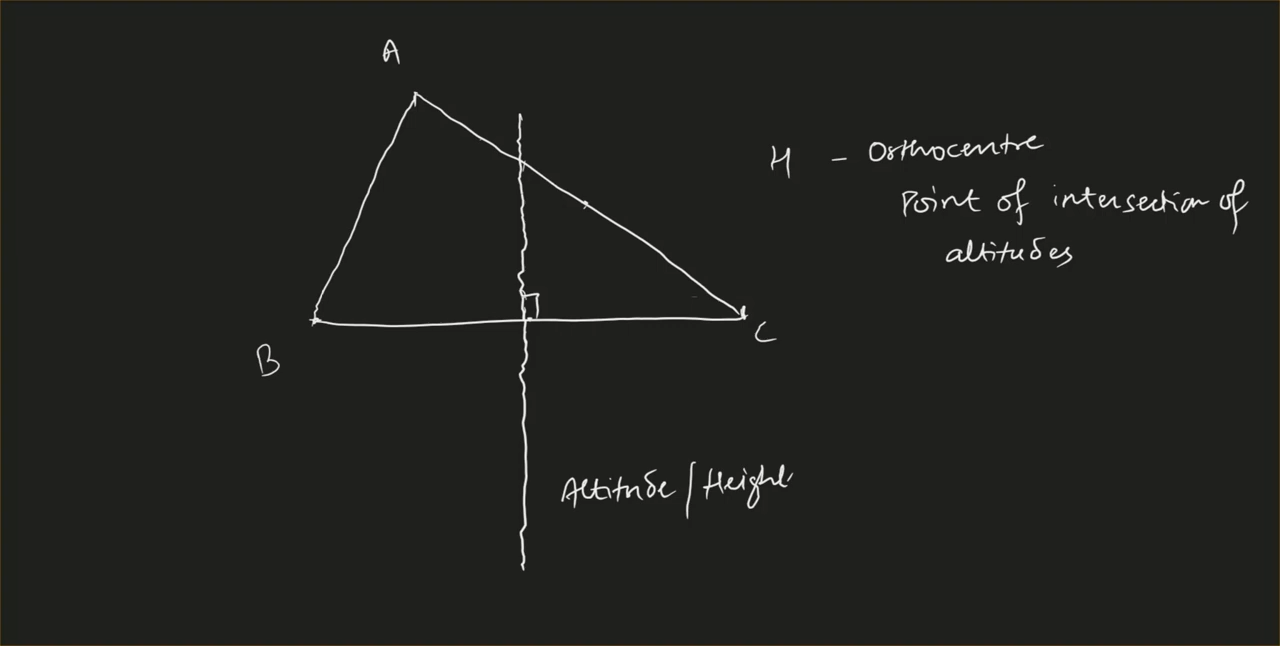 A
H - Orthocentre
Point of intersection of
altitudes
B
C
Altitude/Height